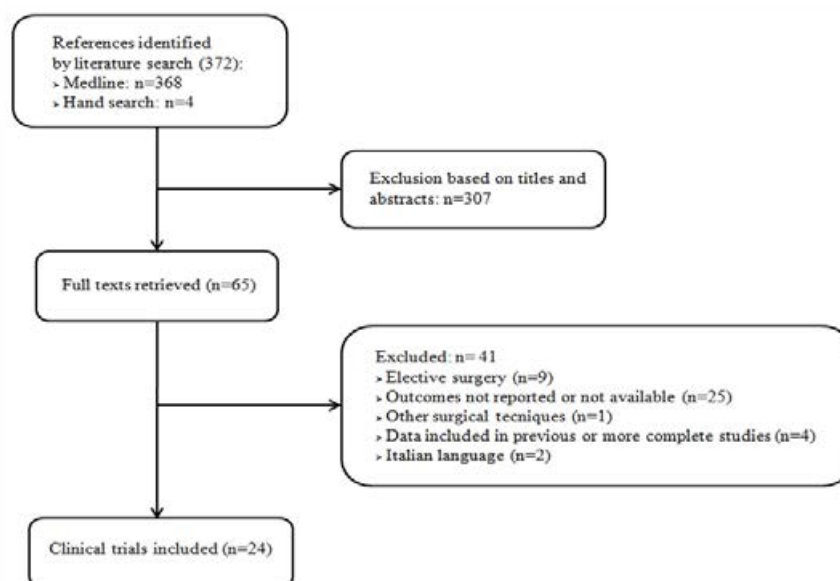 References identified
by literature search (372):
➢ Medline: n=368
➢ Hand search: n=4
Exclusion based on titles and
abstracts: n=307
Full texts retrieved (n=65)
Excluded: n= 41
➢ Elective surgery (n=9)
➢ Outcomes not reported or not available (n=25)
➢ Other surgical tecniques (n=1)
➢ Data included in previous or more complete studies (n=4)
➢ Italian language (n=2)
Clinical trials included (n=24)